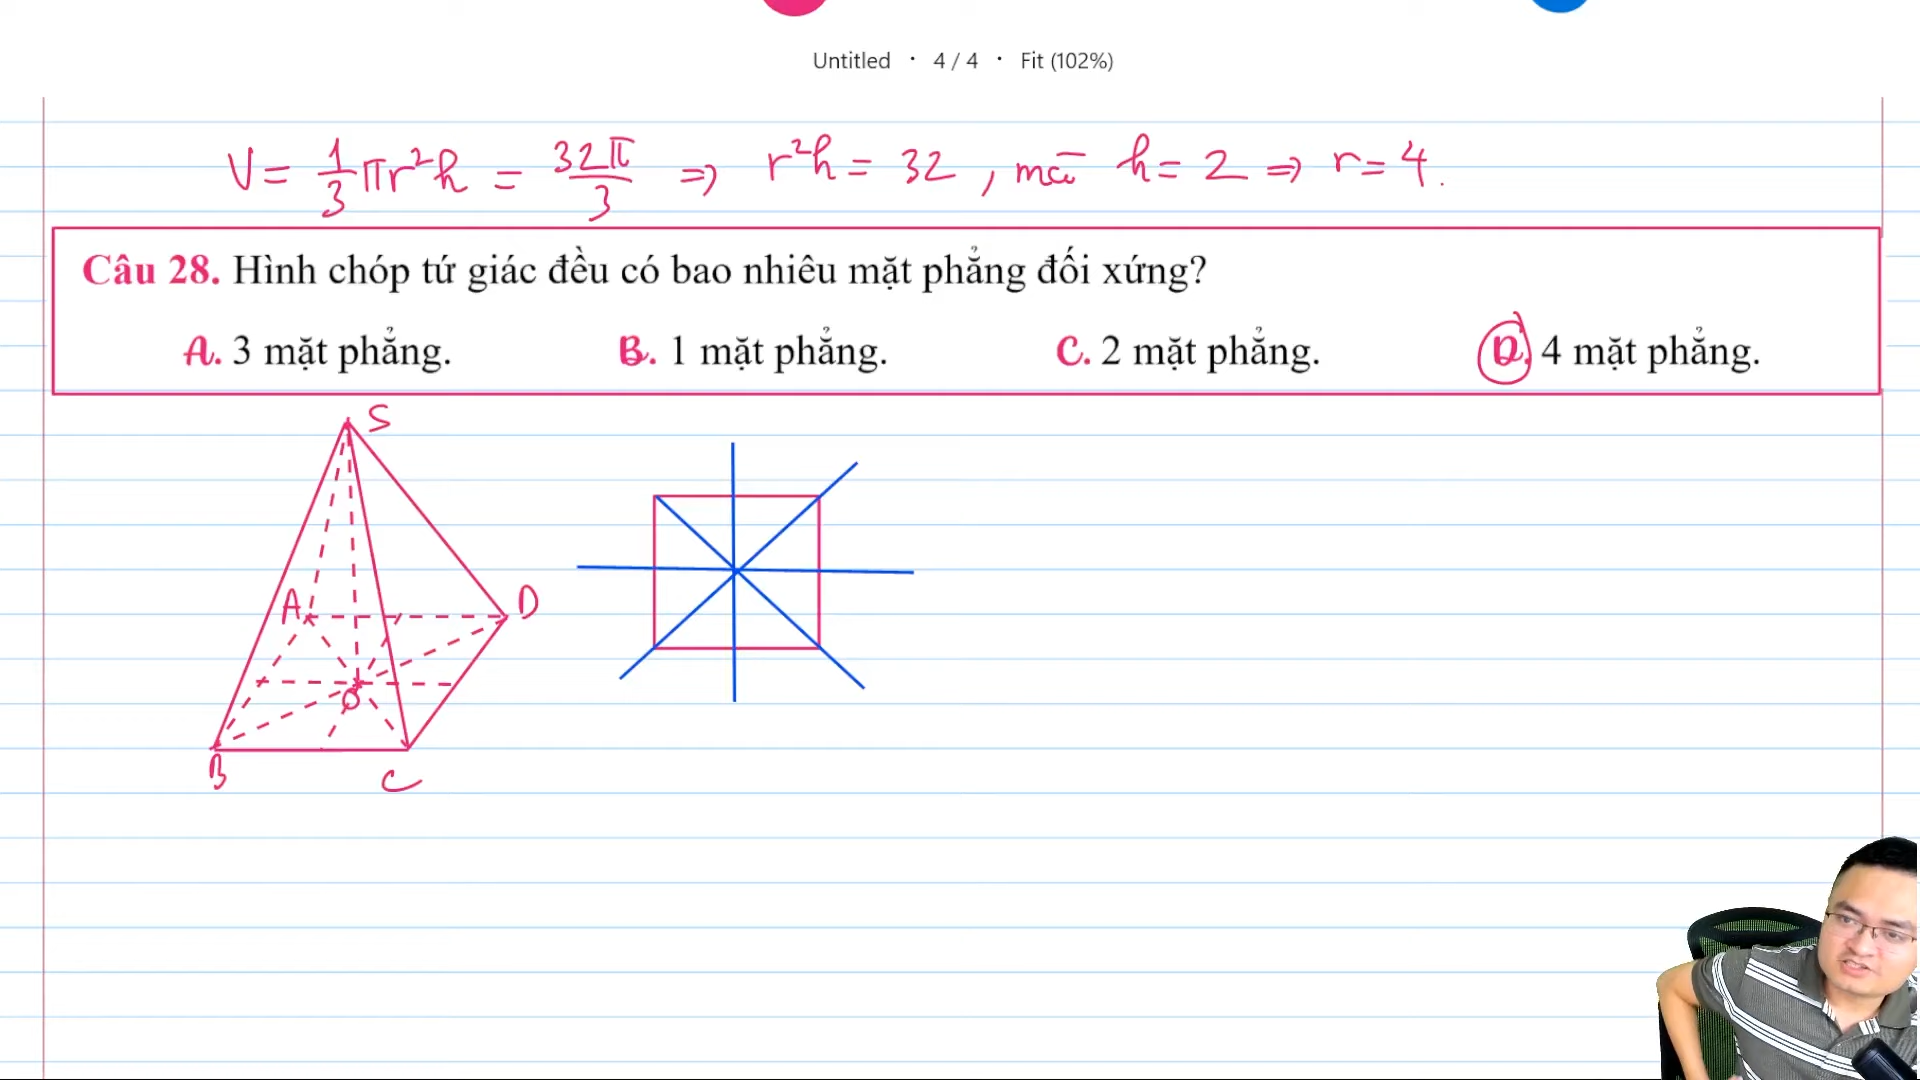 Untitled · 4 / 4 · Fit (102%)
V = 1/3 πr²h = 32π/3 ⇒ r²h = 32 , mà h = 2 ⇒ r = 4.
Câu 28. Hình chóp tứ giác đều có bao nhiêu mặt phẳng đối xứng?
A. 3 mặt phẳng. B. 1 mặt phẳng. C. 2 mặt phẳng. D. 4 mặt phẳng.
S
A
D
O
B
C